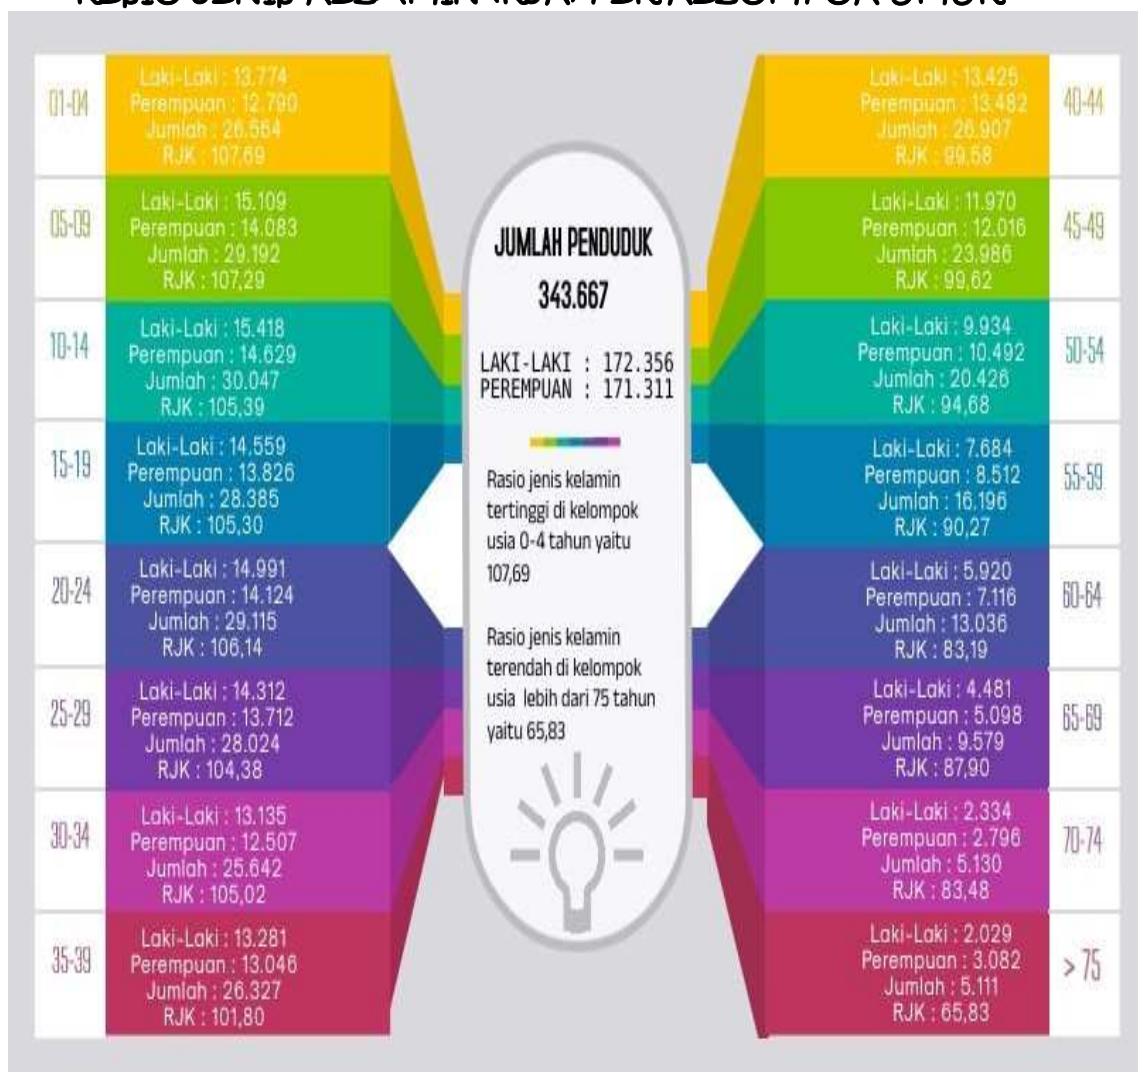 01-04
Laki-Laki : 13.774
Perempuan : 12.790
Jumlah : 26.564
RJK : 107,69
05-09
Laki-Laki : 15.109
Perempuan : 14.083
Jumlah : 29.192
RJK : 107,29
10-14
Laki-Laki : 15.418
Perempuan : 14.629
Jumlah : 30.047
RJK : 105,39
15-19
Laki-Laki : 14.559
Perempuan : 13.826
Jumlah : 28.385
RJK : 105,30
20-24
Laki-Laki : 14.991
Perempuan : 14.124
Jumlah : 29.115
RJK : 106,14
25-29
Laki-Laki : 14.312
Perempuan : 13.712
Jumlah : 28.024
RJK : 104,38
30-34
Laki-Laki : 13.135
Perempuan : 12.507
Jumlah : 25.642
RJK : 105,02
35-39
Laki-Laki : 13.281
Perempuan : 13.046
Jumlah : 26.327
RJK : 101,80
JUMLAH PENDUDUK
343.667
LAKI-LAKI : 172.356
PEREMPUAN : 171.311
Rasio jenis kelamin
tertinggi di kelompok
usia 0-4 tahun yaitu
107,69
Rasio jenis kelamin
terendah di kelompok
usia lebih dari 75 tahun
yaitu 65,83
Laki-Laki : 13.425
Perempuan : 13.482
Jumlah : 26.907
RJK : 99,58
40-44
Laki-Laki : 11.970
Perempuan : 12.016
Jumlah : 23.986
RJK : 99,62
45-49
Laki-Laki : 9.934
Perempuan : 10.492
Jumlah : 20.426
RJK : 94,68
50-54
Laki-Laki : 7.684
Perempuan : 8.512
Jumlah : 16.196
RJK : 90,27
55-59
Laki-Laki : 5.920
Perempuan : 7.116
Jumlah : 13.036
RJK : 83,19
60-64
Laki-Laki : 4.481
Perempuan : 5.098
Jumlah : 9.579
RJK : 87,90
65-69
Laki-Laki : 2.334
Perempuan : 2.796
Jumlah : 5.130
RJK : 83,48
70-74
Laki-Laki : 2.029
Perempuan : 3.082
Jumlah : 5.111
RJK : 65,83
> 75